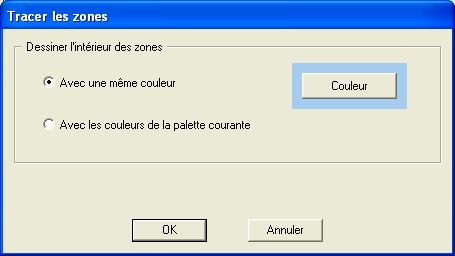 Tracer les zones
Dessiner l'intérieur des zones
Avec une même couleur
Couleur
Avec les couleurs de la palette courante
OK
Annuler